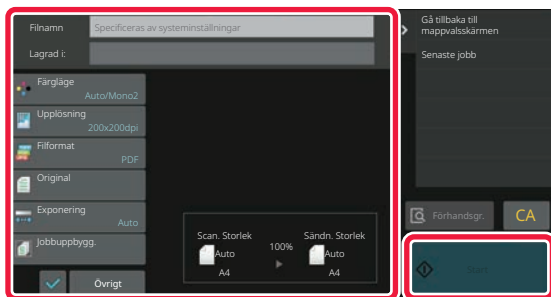 Filnamn
Specificeras av systeminställningar
Lagrad i:
Färgläge
Auto/Mono2
Upplösning
200x200dpi
Filformat
PDF
Original
Exponering
Auto
Jobbuppbygg.
Övrigt
Scan. Storlek
Auto
A4
100%
Sändn. Storlek
Auto
A4
Gå tillbaka till
mappvalsskärmen
Senaste jobb
Förhandsgr.
CA
Start